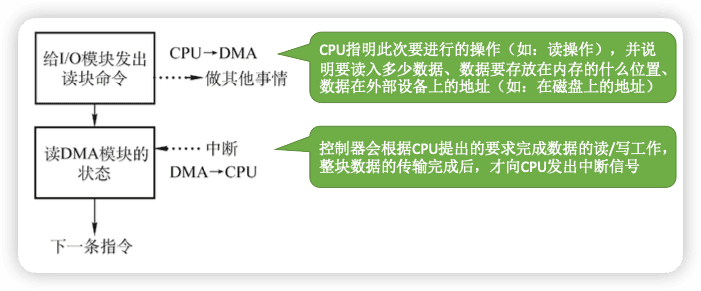 给I/O模块发出
读块命令
CPU→DMA
做其他事情
CPU指明此次要进行的操作（如：读操作），并说
明要读入多少数据、数据要存放在内存的什么位置、
数据在外部设备上的地址（如：在磁盘上的地址）
读DMA模块的
状态
中断
DMA→CPU
控制器会根据CPU提出的要求完成数据的读/写工作，
整块数据的传输完成后，才向CPU发出中断信号
下一条指令